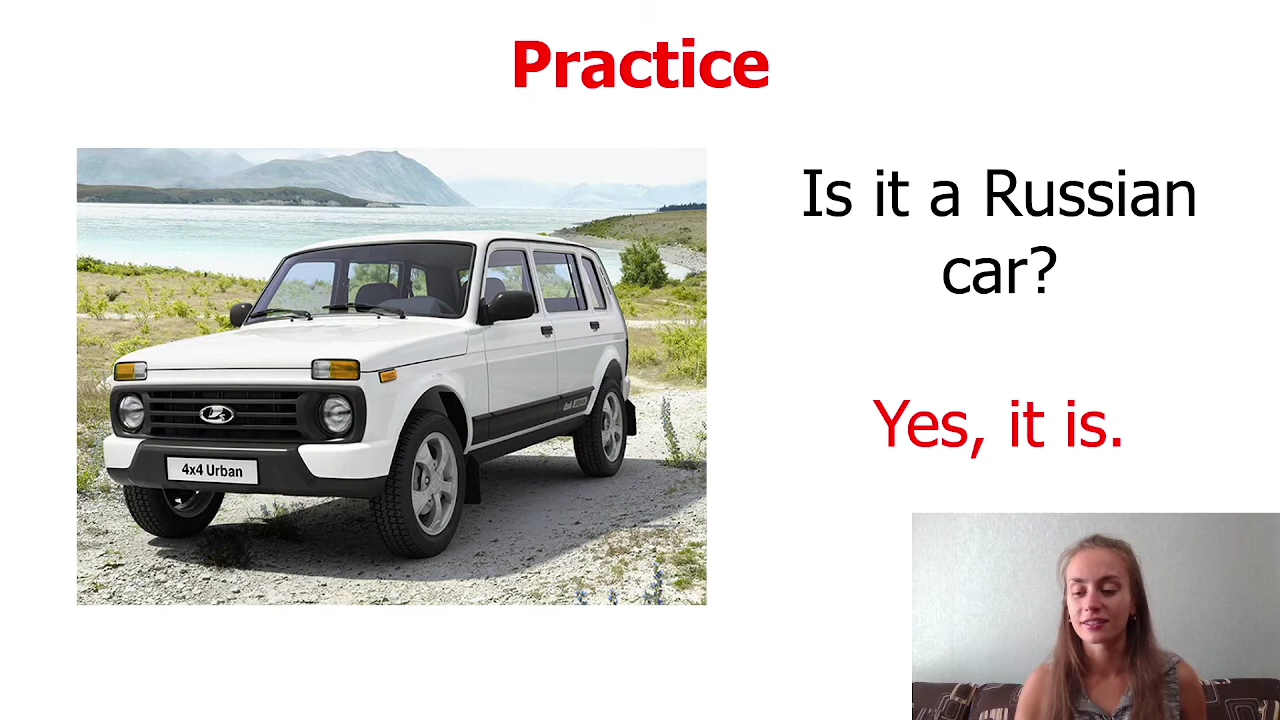 Practice
Is it a Russian
car?
Yes, it is.
4x4 Urban